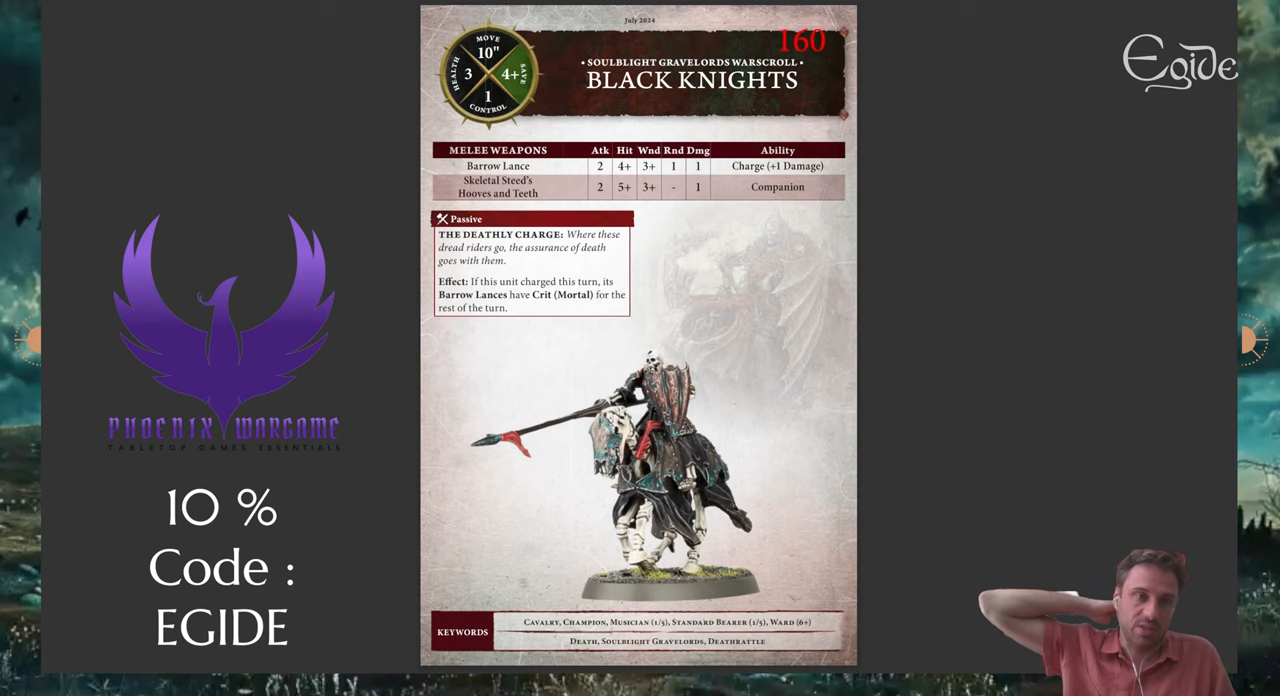 July 2024
160
Egide
MOVE
10"
HEALTH
3
4+
SAVE
1
CONTROL
• SOULBLIGHT GRAVELORDS WARSCROLL •
BLACK KNIGHTS
MELEE WEAPONS Atk Hit Wnd Rnd Dmg Ability
Barrow Lance 2 4+ 3+ 1 1 Charge (+1 Damage)
Skeletal Steed's
Hooves and Teeth 2 5+ 3+ - 1 Companion
Passive
THE DEATHLY CHARGE: Where these
dread riders go, the assurance of death
goes with them.
Effect: If this unit charged this turn, its
Barrow Lances have Crit (Mortal) for the
rest of the turn.
PHOENIX WARGAME
TABLETOP GAMES ESSENTIALS
10 %
Code :
EGIDE
KEYWORDS
CAVALRY, CHAMPION, MUSICIAN (1/5), STANDARD BEARER (1/5), WARD (6+)
DEATH, SOULBLIGHT GRAVELORDS, DEATHRATTLE